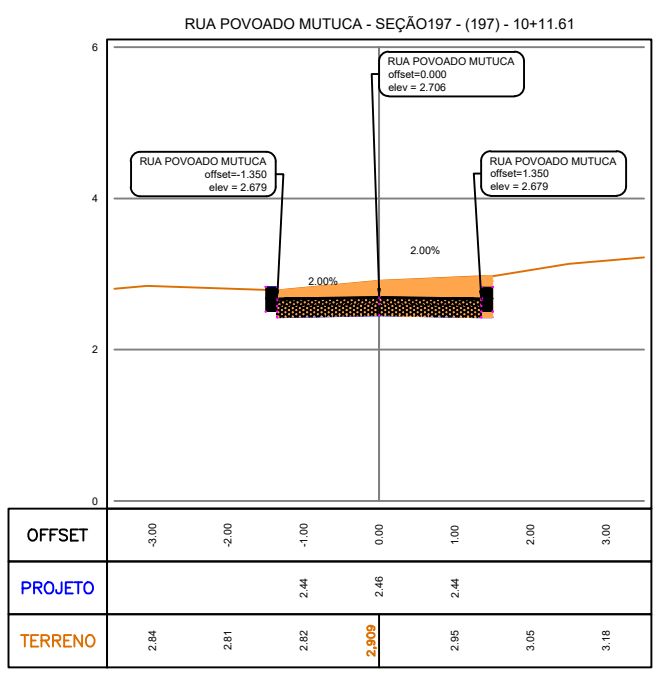 RUA POVOADO MUTUCA - SEÇÃO197 - (197) - 10+11.61
6
RUA POVOADO MUTUCA
offset=0.000
elev = 2.706
RUA POVOADO MUTUCA
offset=-1.350
elev = 2.679
RUA POVOADO MUTUCA
offset=1.350
elev = 2.679
4
2.00%
2.00%
2
0
OFFSET -3.00 -2.00 -1.00 0.00 1.00 2.00 3.00
PROJETO 2.44 2.46 2.44
TERRENO 2.84 2.81 2.82 2,909 2.95 3.05 3.18